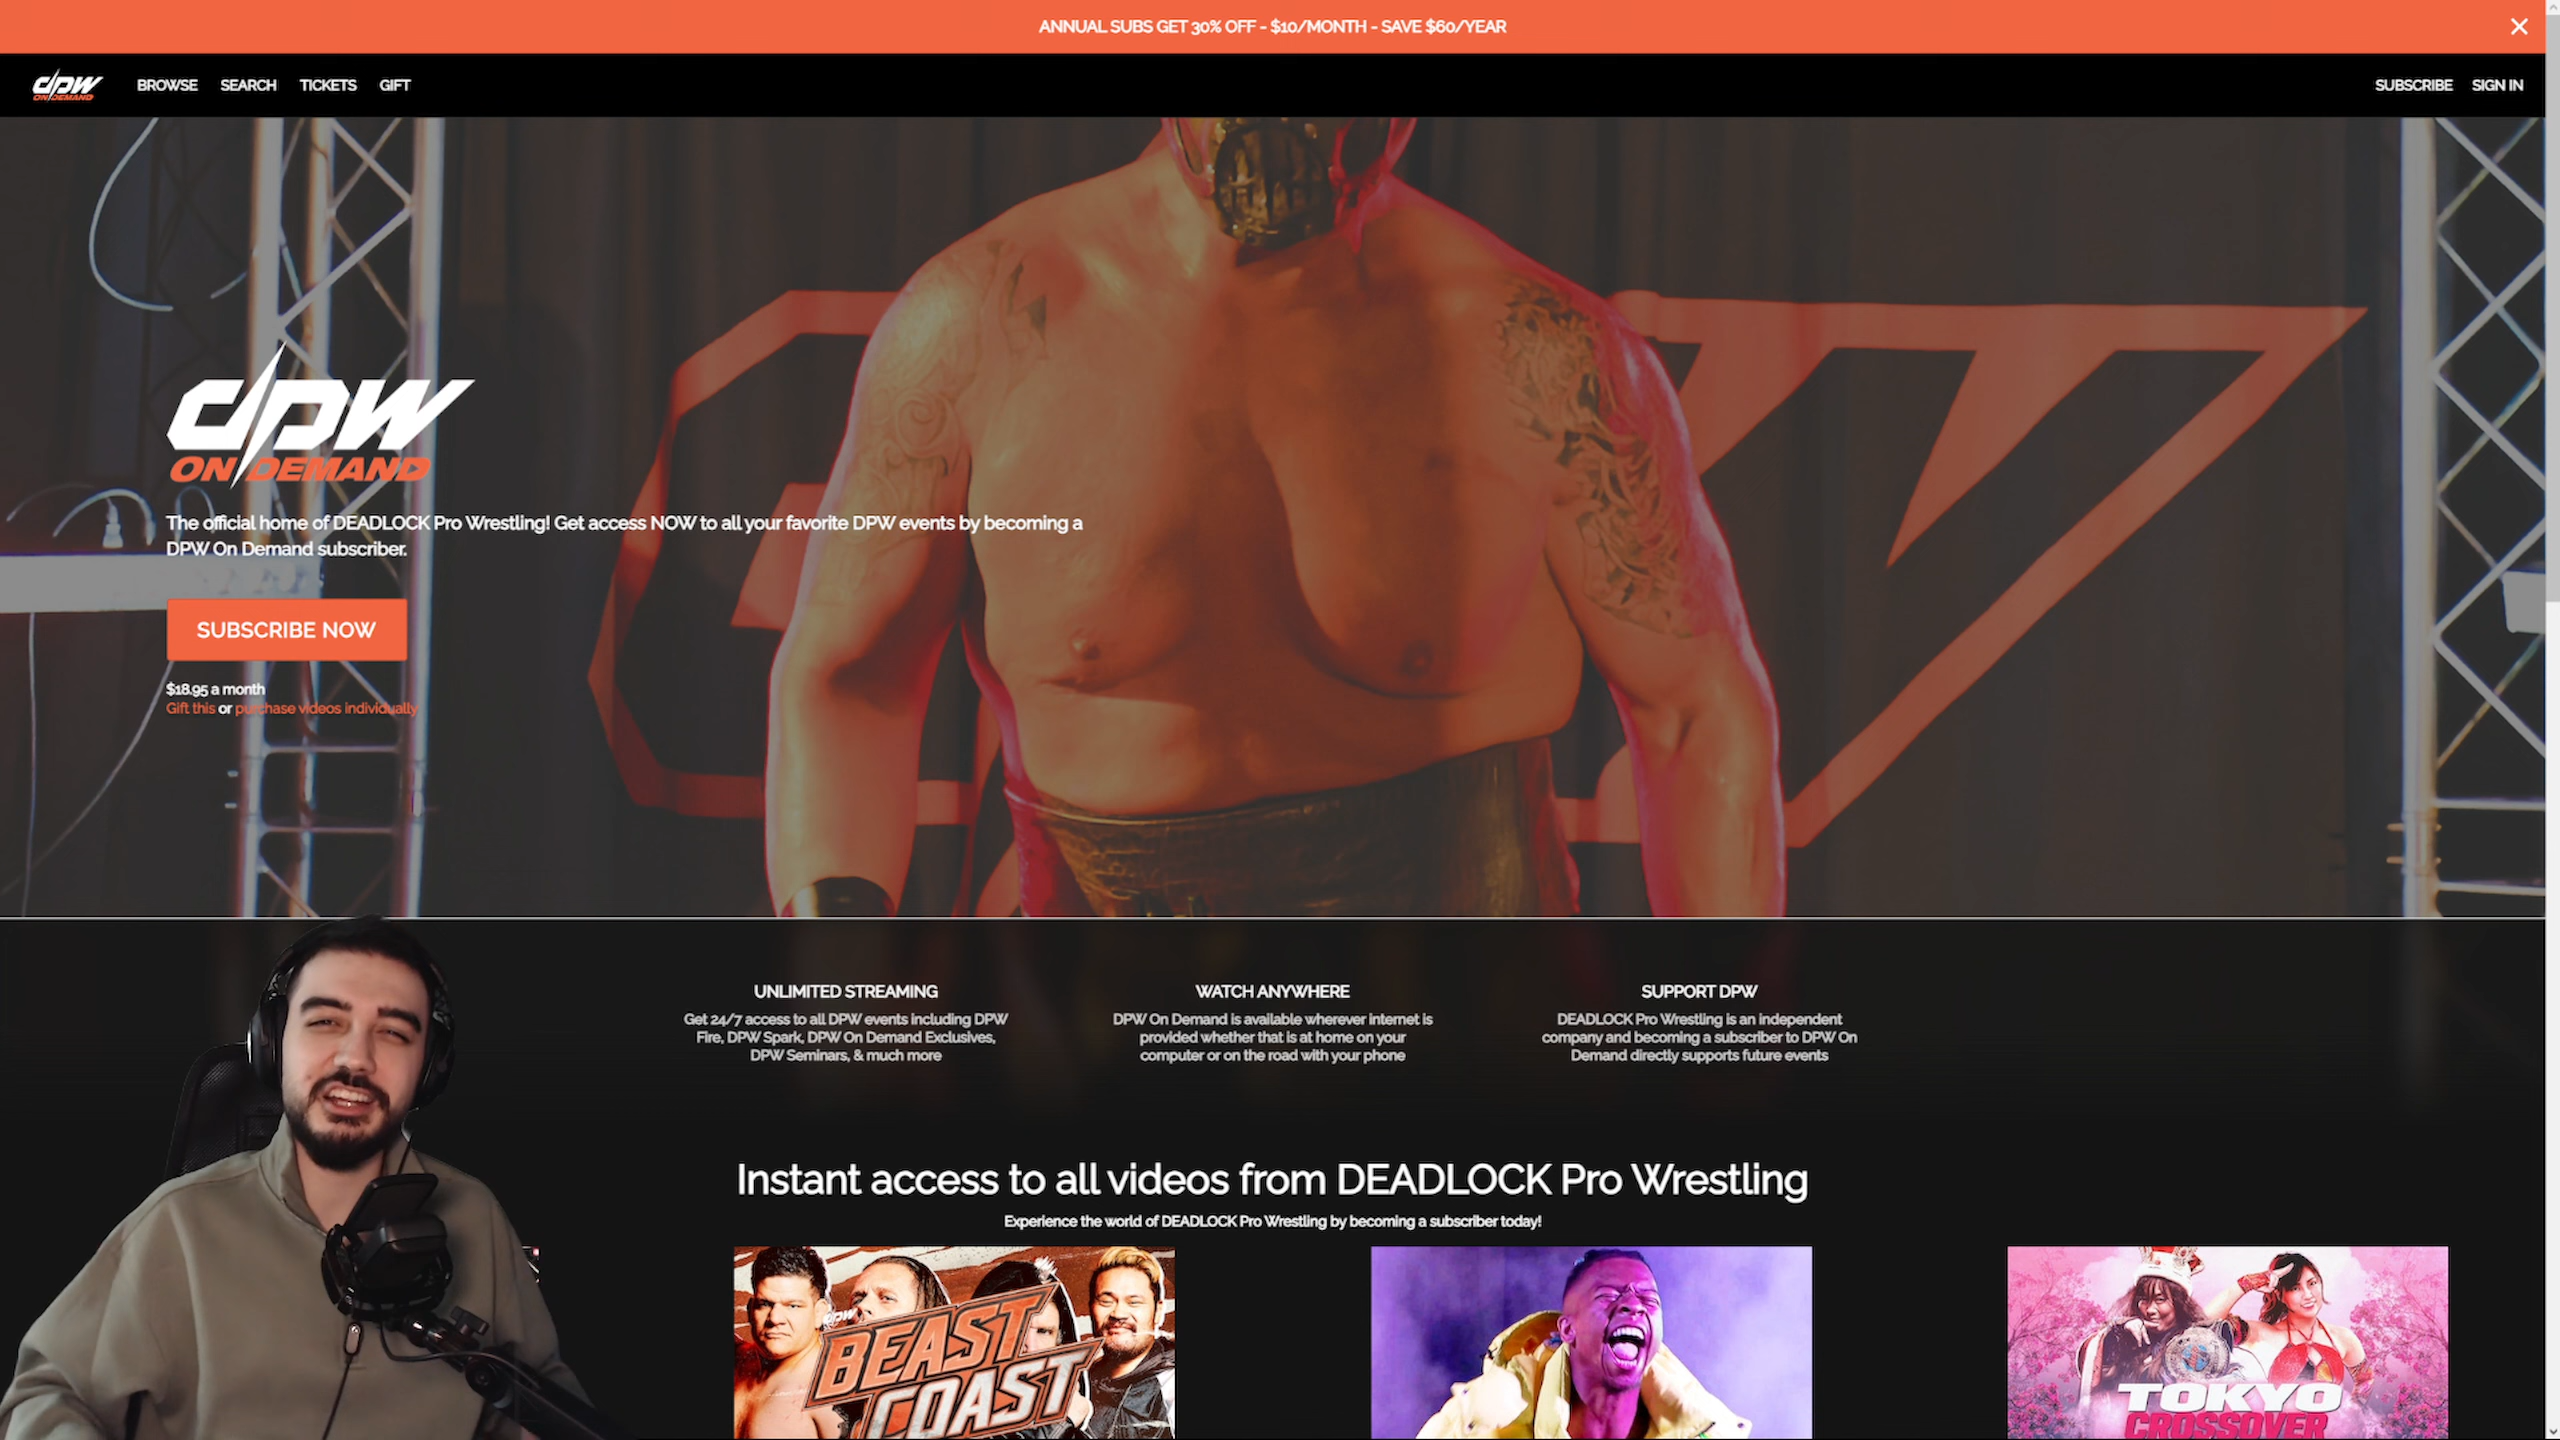 ANNUAL SUBS GET 30% OFF - $10/MONTH - SAVE $60/YEAR
dpw
ON DEMAND
BROWSE
SEARCH
TICKETS
GIFT
SUBSCRIBE
SIGN IN
dpw
ON DEMAND
The official home of DEADLOCK Pro Wrestling! Get access NOW to all your favorite DPW events by becoming a
DPW On Demand subscriber.
SUBSCRIBE NOW
$18.95 a month
Gift this or purchase videos individually
UNLIMITED STREAMING
Get 24/7 access to all DPW events including DPW
Fire, DPW Spark, DPW On Demand Exclusives,
DPW Seminars, & much more
WATCH ANYWHERE
DPW On Demand is available wherever internet is
provided whether that is at home on your
computer or on the road with your phone
SUPPORT DPW
DEADLOCK Pro Wrestling is an independent
company and becoming a subscriber to DPW On
Demand directly supports future events
Instant access to all videos from DEADLOCK Pro Wrestling
Experience the world of DEADLOCK Pro Wrestling by becoming a subscriber today!
dpw
BEAST
COAST
TOKYO
CROSSOVER